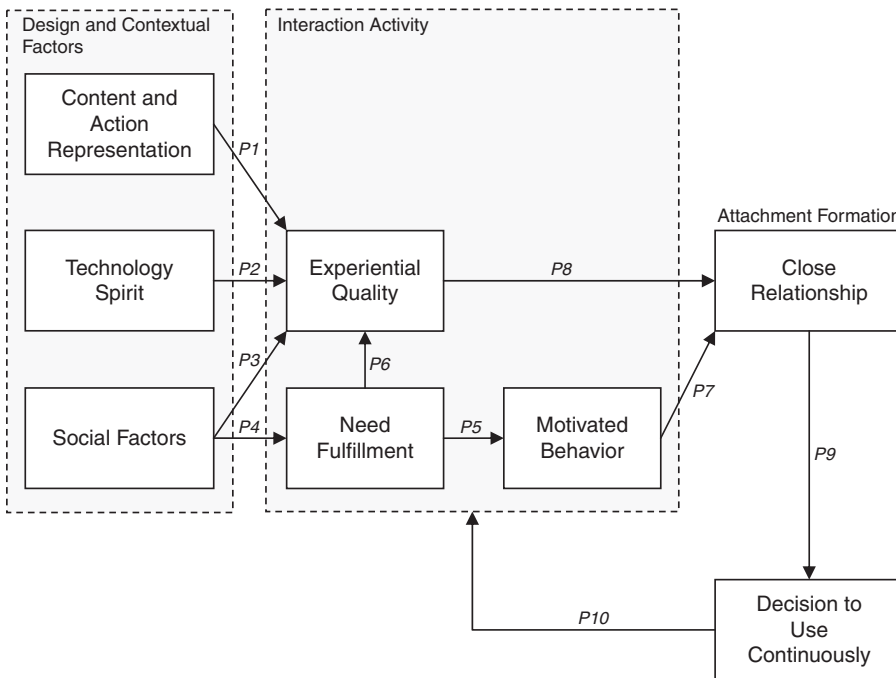 Design and Contextual
Factors
Interaction Activity
Content and
Action
Representation
P1
Attachment Formation
Technology
Spirit
P2
Experiential
Quality
P8
Close
Relationship
P3
P6
P7
Social Factors
P4
Need
Fulfillment
P5
Motivated
Behavior
P9
P10
Decision to
Use
Continuously